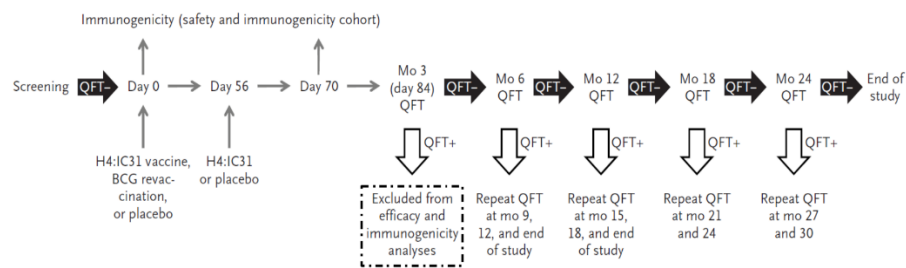 Immunogenicity (safety and immunogenicity cohort)
Screening QFT– Day 0 Day 56 Day 70
Mo 3
(day 84)
QFT
QFT–
Mo 6
QFT
QFT–
Mo 12
QFT
QFT–
Mo 18
QFT
QFT–
Mo 24
QFT
QFT–
End of
study
H4:IC31 vaccine,
BCG revac-
cination,
or placebo
H4:IC31
or placebo
QFT+
QFT+
QFT+
QFT+
QFT+
Excluded from
efficacy and
immunogenicity
analyses
Repeat QFT
at mo 9,
12, and end
of study
Repeat QFT
at mo 15,
18, and end
of study
Repeat QFT
at mo 21
and 24
Repeat QFT
at mo 27
and 30